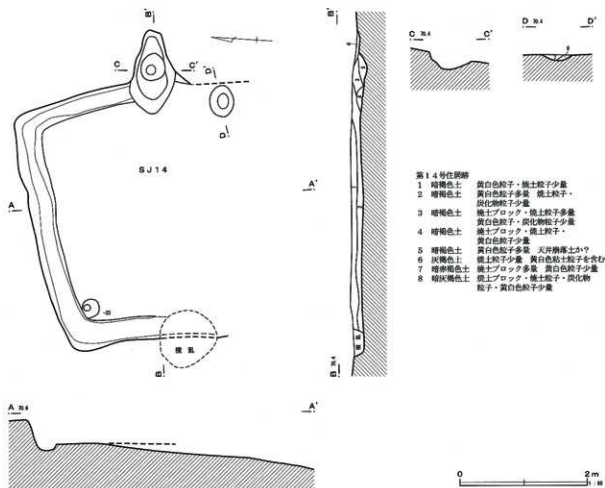 B'
C
C'
D'
D
SJ14
A
攪乱
B
B'
A'
攪乱
B
C
C'
D 70.4
D'
6
第14号住居跡
1 暗褐色土 黄白色粒子・焼土粒子少量
2 暗褐色土 黄白色粒子多量 焼土粒子・
炭化物粒子少量
3 暗褐色土 焼土ブロック・焼土粒子多量
黄白色粒子・炭化物粒子少量
4 暗褐色土 焼土ブロック・焼土粒子・
黄白色粒子少量
5 暗褐色土 黄白色粒子多量 天井崩落土か?
6 灰褐色土 焼土粒子少量 黄白色粘土粒子を含む
7 暗赤褐色土 焼土ブロック多量 黄白色粒子少量
8 暗灰褐色土 焼土ブロック・焼土粒子・炭化物
粒子・黄白色粒子少量
A
A'
0 2m